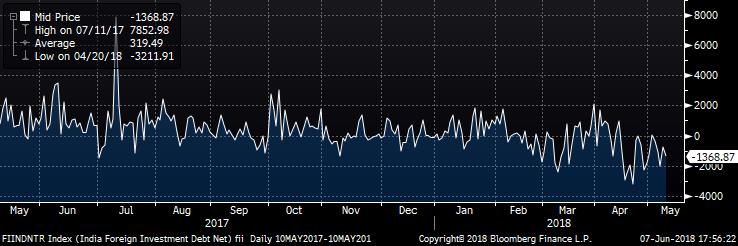 Mid Price -1368.87
High on 07/11/17 7852.98
Average 319.49
Low on 04/20/18 -3211.91
8000
6000
4000
2000
0
-1368.87
-2000
-4000
May Jun Jul Aug Sep Oct Nov Dec Jan Feb Mar Apr May
2017 2018
FIINDNTR Index (India Foreign Investment Debt Net) fii Daily 10MAY2017-10MAY201 Copyright© 2018 Bloomberg Finance L.P. 07-Jun-2018 17:56:22